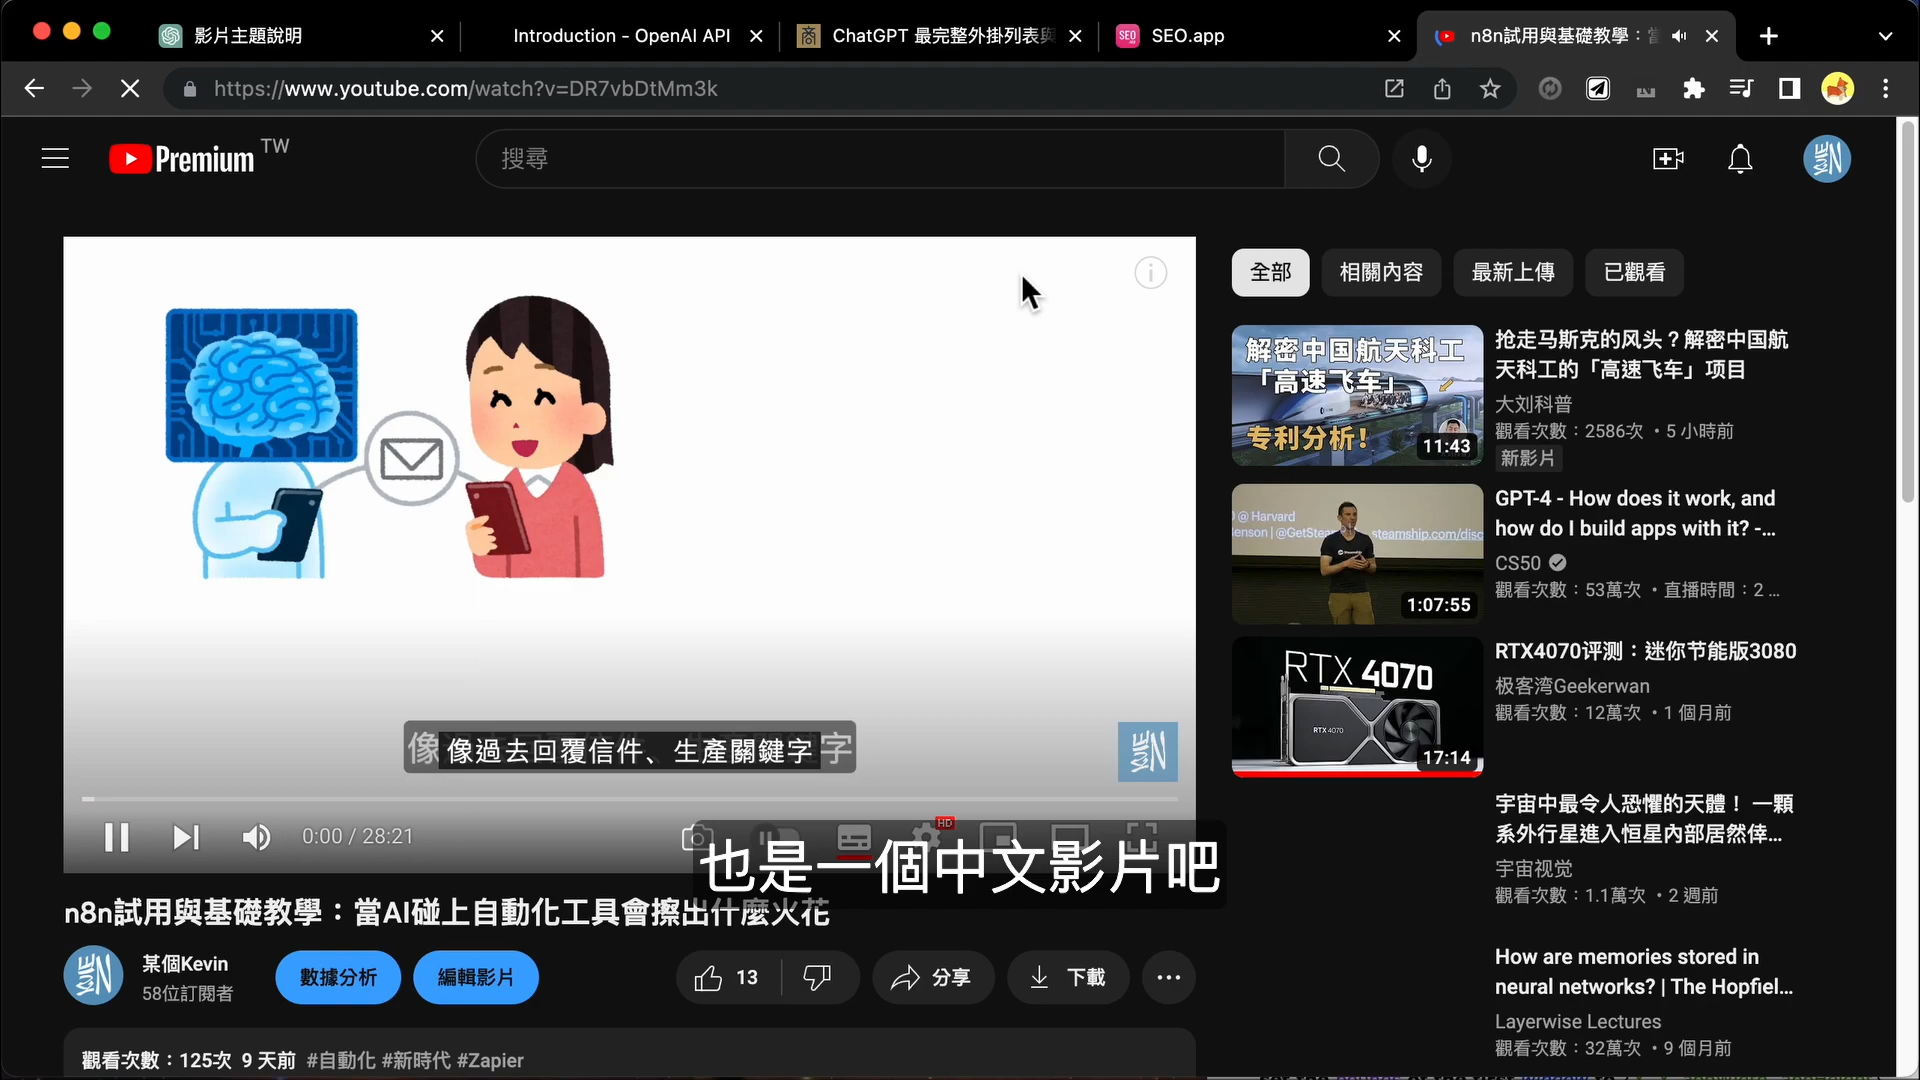 影片主題說明
Introduction - OpenAI API
ChatGPT 最完整外掛列表與
SEO.app
n8n試用與基礎教學：當
https://www.youtube.com/watch?v=DR7vbDtMm3k
Premium TW
搜尋
全部
相關內容
最新上傳
已觀看
像過去回覆信件、生產關鍵字
0:00 / 28:21
HD
也是一個中文影片吧
n8n試用與基礎教學：當AI碰上自動化工具會擦出什麼火花
某個Kevin
58位訂閱者
數據分析
編輯影片
13
分享
下載
觀看次數：125次 9 天前 #自動化 #新時代 #Zapier
解密中国航天科工
「高速飞车」
专利分析！
11:43
抢走马斯克的风头？解密中国航
天科工的「高速飞车」项目
大刘科普
觀看次數：2586次 ・5 小時前
新影片
@ Harvard
enson | @GetStea
steamship.com/disc
1:07:55
GPT-4 - How does it work, and
how do I build apps with it? -...
CS50
觀看次數：53萬次 ・直播時間：2 ...
RTX 4070
RTX 4070
17:14
RTX4070评测：迷你节能版3080
极客湾Geekerwan
觀看次數：12萬次 ・1 個月前
宇宙中最令人恐懼的天體！ 一顆
系外行星進入恒星內部居然倖...
宇宙视觉
觀看次數：1.1萬次 ・2 週前
How are memories stored in
neural networks? | The Hopfiel...
Layerwise Lectures
觀看次數：32萬次 ・9 個月前